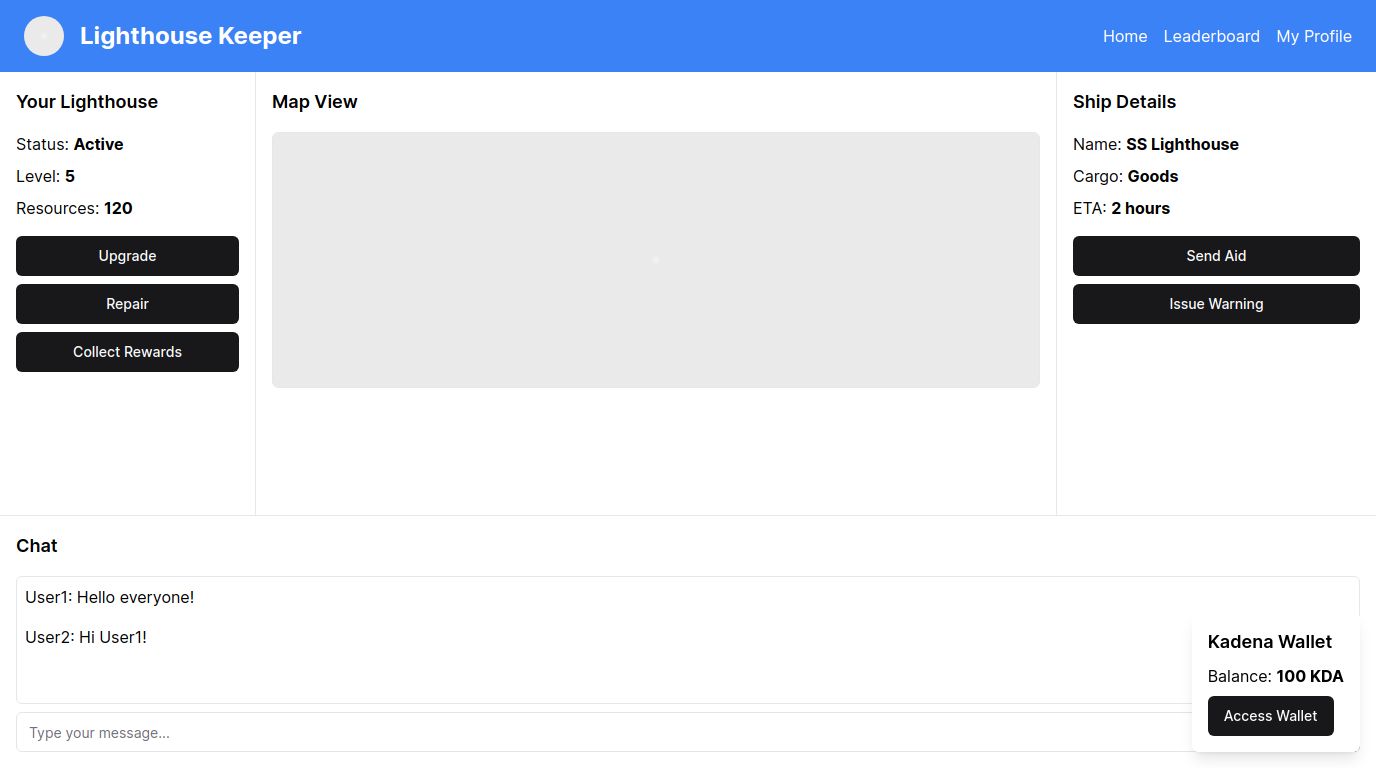 Lighthouse Keeper
Home
Leaderboard
My Profile
Your Lighthouse
Status: Active
Level: 5
Resources: 120
Upgrade
Repair
Collect Rewards
Map View
Ship Details
Name: SS Lighthouse
Cargo: Goods
ETA: 2 hours
Send Aid
Issue Warning
Chat
User1: Hello everyone!
User2: Hi User1!
Type your message...
Kadena Wallet
Balance: 100 KDA
Access Wallet